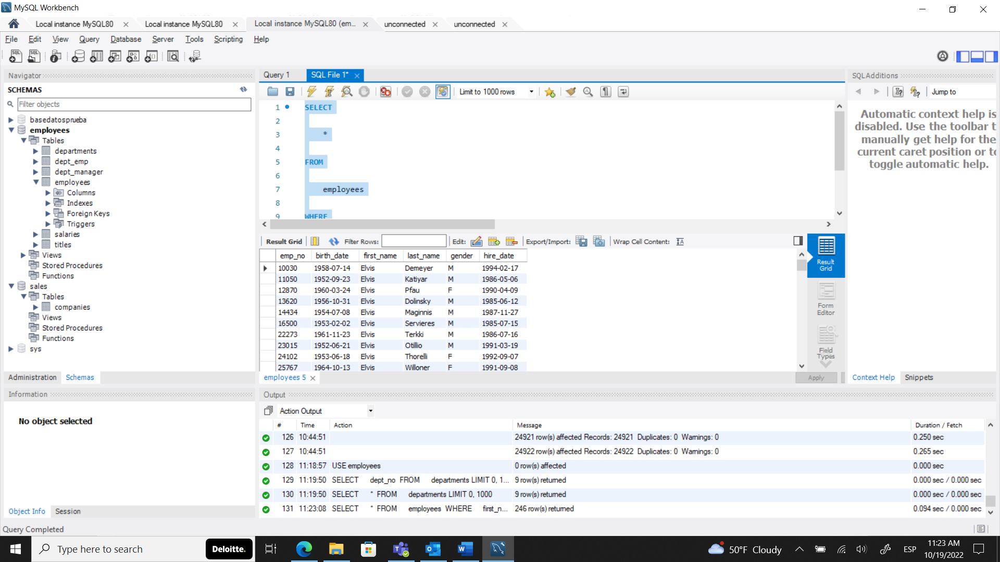 MySQL Workbench
Local instance MySQL80
Local instance MySQL80
Local instance MySQL80 (em...
unconnected
unconnected
File Edit View Query Database Server Tools Scripting Help
Navigator
SCHEMAS
Filter objects
basedatosprueba
employees
Tables
departments
dept_emp
dept_manager
employees
Columns
Indexes
Foreign Keys
Triggers
salaries
titles
Views
Stored Procedures
Functions
sales
Tables
companies
Views
Stored Procedures
Functions
sys
Administration Schemas
Information
No object selected
Object Info Session
Query Completed
Query 1
SQL File 1*
Limit to 1000 rows
1 SELECT
2
3 *
4
5 FROM
6
7 employees
8
9 WHERE
Result Grid Filter Rows: Edit: Export/Import: Wrap Cell Content:
emp_no birth_date first_name last_name gender hire_date
10030 1958-07-14 Elvis Demeyer M 1994-02-17
11050 1952-09-23 Elvis Katiyar M 1986-05-06
12870 1960-03-24 Elvis Pfau F 1990-04-09
13620 1956-10-31 Elvis Dolinsky M 1985-06-12
14434 1954-07-08 Elvis Maginnis M 1987-11-27
16500 1953-02-02 Elvis Servieres M 1985-07-15
22273 1961-11-23 Elvis Terkki M 1986-07-16
23015 1952-06-21 Elvis Otillio M 1991-03-19
24102 1953-06-18 Elvis Thorelli F 1992-09-07
25767 1964-10-13 Elvis Willoner F 1991-09-08
Result
Grid
Form
Editor
Field
Types
employees 5
Apply
SQLAdditions
Jump to
Automatic context help is
disabled. Use the toolbar t
manually get help for the
current caret position or to
toggle automatic help.
Context Help Snippets
Output
Action Output
# Time Action Message Duration / Fetch
126 10:44:51 24921 row(s) affected Records: 24921 Duplicates: 0 Warnings: 0 0.250 sec
127 10:44:51 24922 row(s) affected Records: 24922 Duplicates: 0 Warnings: 0 0.265 sec
128 11:18:57 USE employees 0 row(s) affected 0.000 sec
129 11:19:50 SELECT dept_no FROM departments LIMIT 0, 1... 9 row(s) returned 0.000 sec / 0.000 sec
130 11:19:50 SELECT * FROM departments LIMIT 0, 1000 9 row(s) returned 0.000 sec / 0.000 sec
131 11:23:08 SELECT * FROM employees WHERE first_n... 246 row(s) returned 0.094 sec / 0.000 sec
Type here to search
Deloitte.
50°F Cloudy
ESP
11:23 AM
10/19/2022